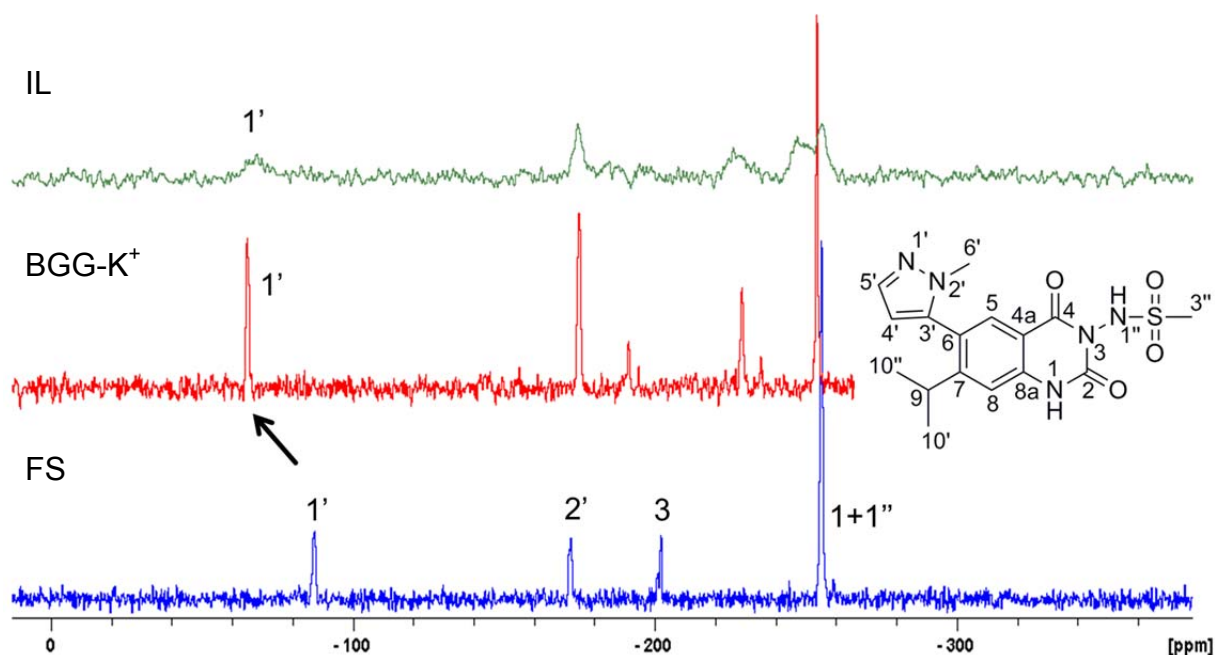 IL
1’
BGG-K+
1’
FS
1’
2’
3
1+1”
1'
6'
5'
N
N
2'
4'
3'
6
5
4a
O
4
H
N
1"
O
S
3"
O
N
3
10"
9
7
8
8a
1
N
H
2
O
10'
0
-100
-200
-300
[ppm]